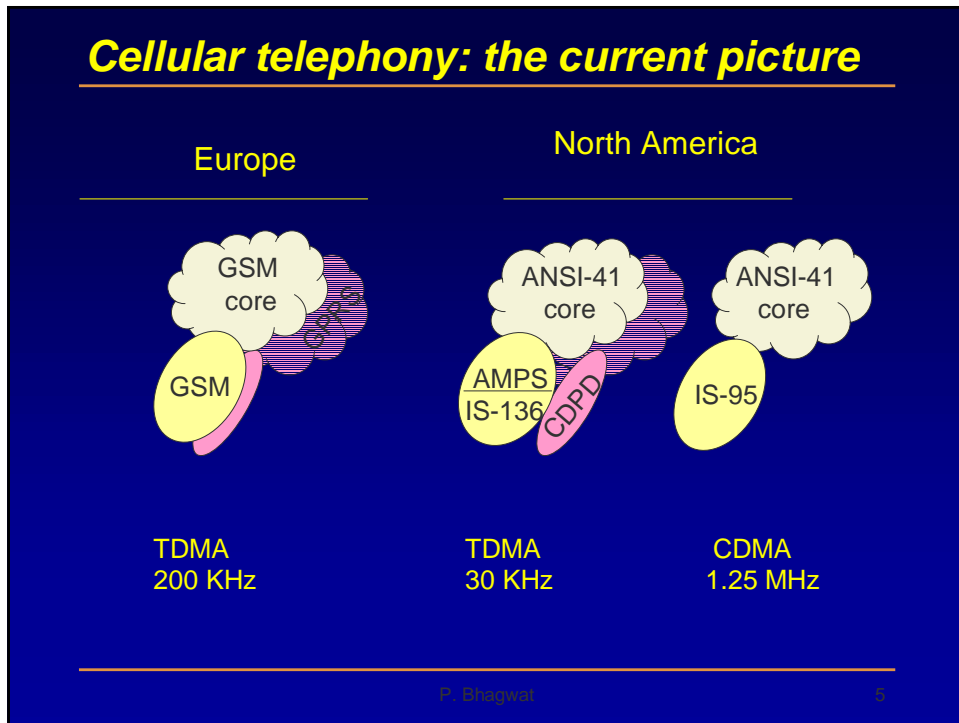 Cellular telephony: the current picture
Europe
GSM
core
GPRS
GSM
TDMA
200 KHz
North America
ANSI-41
core
AMPS
IS-136
CDPD
TDMA
30 KHz
ANSI-41
core
IS-95
CDMA
1.25 MHz
P. Bhagwat
5